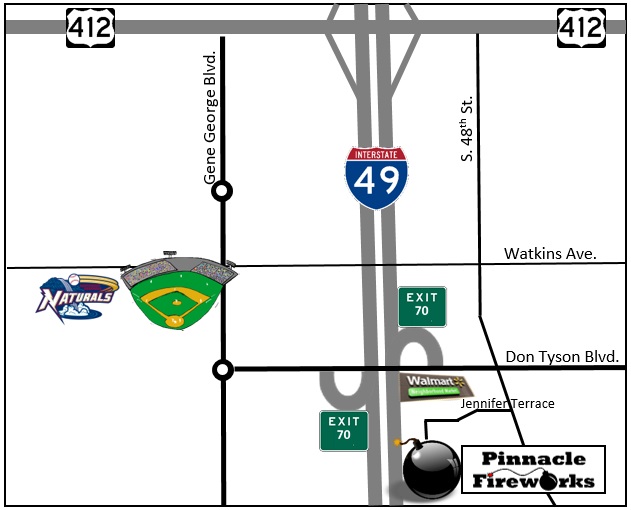 412
412
Gene George Blvd.
S. 48th St.
INTERSTATE
49
Watkins Ave.
NATURALS
EXIT
70
Don Tyson Blvd.
Walmart
Neighborhood Market
Jennifer Terrace
EXIT
70
Pinnacle
Fireworks